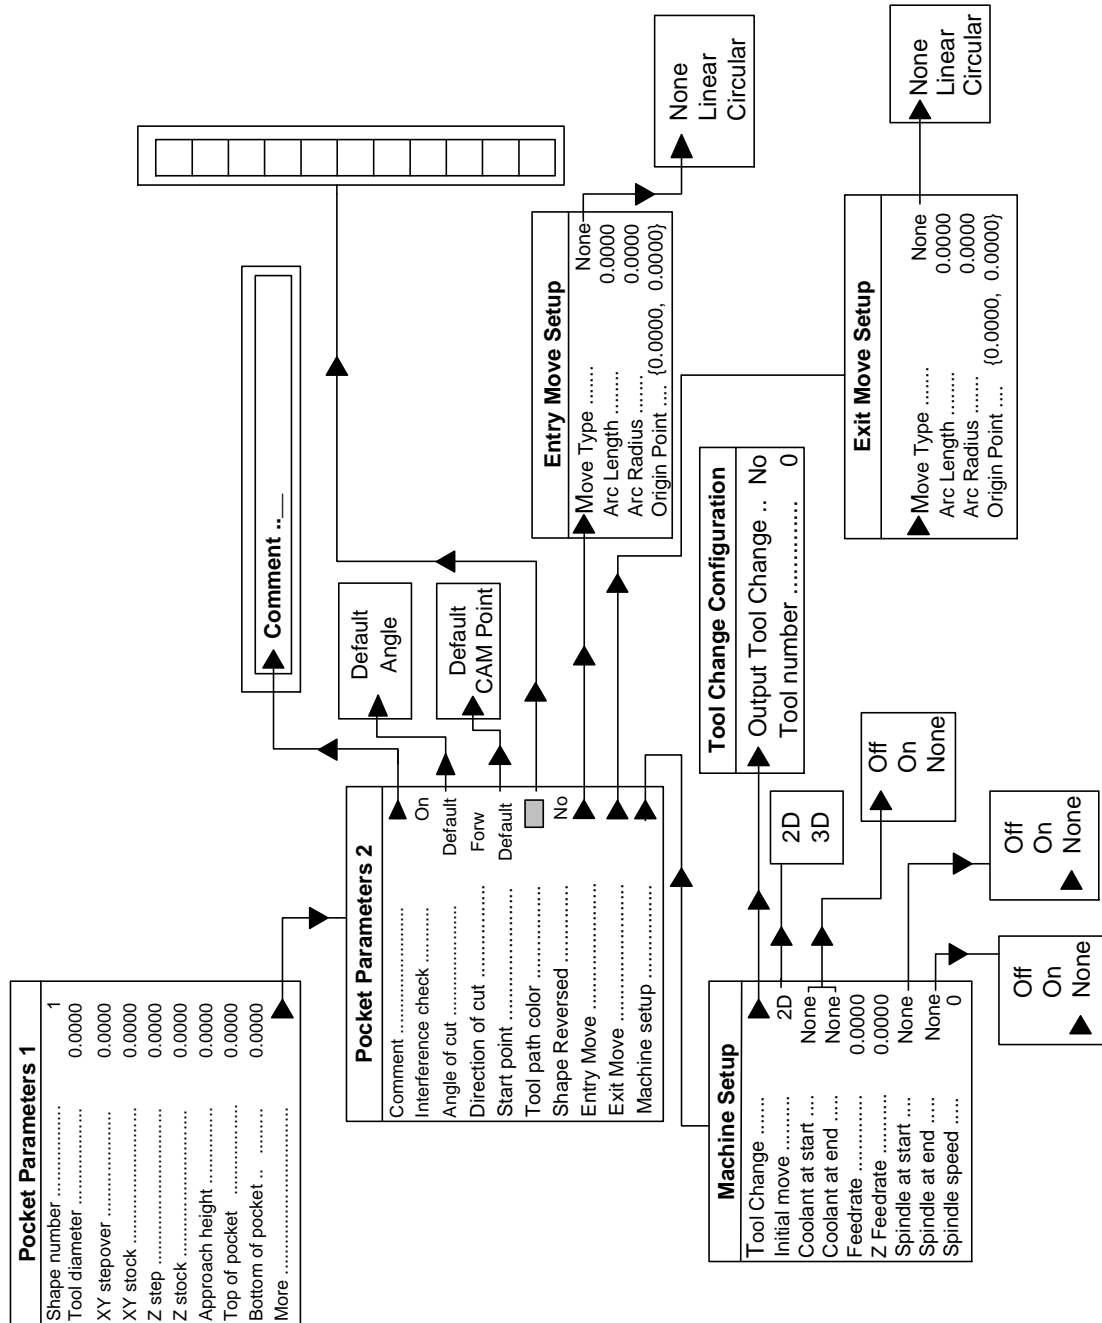 Pocket Parameters 1
Shape number ...................... 1
Tool diameter ...................... 0.0000
XY stepover ...................... 0.0000
XY stock ........................... 0.0000
Z step ............................... 0.0000
Z stock ............................. 0.0000
Approach height ............... 0.0000
Top of pocket .................. 0.0000
Bottom of pocket .. ......... 0.0000
More ....................................
Pocket Parameters 2
Comment .............................
Interference check .......... On
Angle of cut ..................... Default
Direction of cut ............... Forw
Start point ....................... Default
Tool path color ................
Shape Reversed ............. No
Entry Move .......................
Exit Move .........................
Machine setup .................
Comment ..__
Default
Angle
Default
CAM Point
Entry Move Setup
Move Type ........ None
Arc Length ......... 0.0000
Arc Radius ........ 0.0000
Origin Point .... {0.0000, 0.0000}
None
Linear
Circular
Exit Move Setup
Move Type ........ None
Arc Length ......... 0.0000
Arc Radius ........ 0.0000
Origin Point .... {0.0000, 0.0000}
None
Linear
Circular
Machine Setup
Tool Change .......
Initial move .......... 2D
Coolant at start .... None
Coolant at end ..... None
Feedrate .............. 0.0000
Z Feedrate ........... 0.0000
Spindle at start .... None
Spindle at end ..... None
Spindle speed ..... 0
Tool Change Configuration
Output Tool Change .. No
Tool number ............... 0
2D
3D
Off
On
None
Off
On
None
Off
On
None